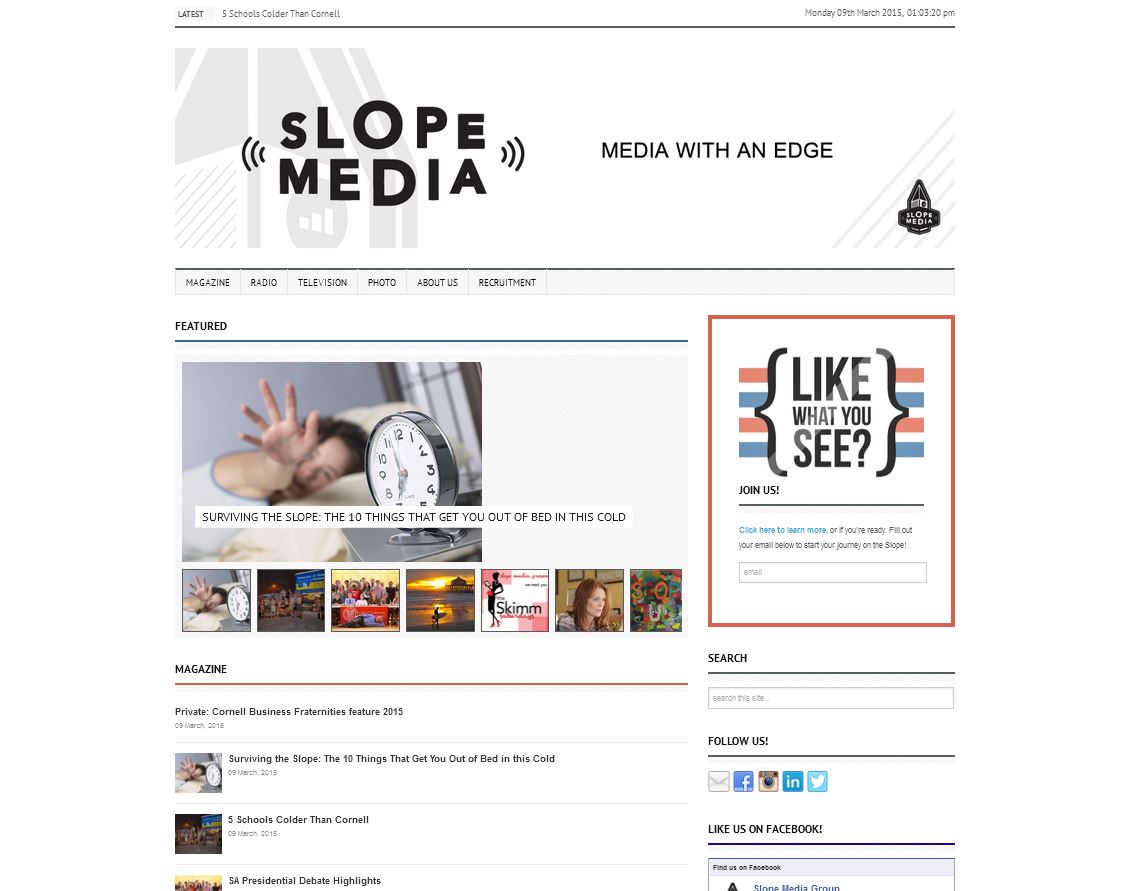 LATEST
5 Schools Colder Than Cornell
Monday 09th March 2015, 01:03:20 pm
SLOPE
MEDIA
MEDIA WITH AN EDGE
SLOPE
MEDIA
MAGAZINE
RADIO
TELEVISION
PHOTO
ABOUT US
RECRUITMENT
FEATURED
SURVIVING THE SLOPE: THE 10 THINGS THAT GET YOU OUT OF BED IN THIS COLD
the
Skimm
MAGAZINE
Private: Cornell Business Fraternities feature 2015
09 March, 2015
Surviving the Slope: The 10 Things That Get You Out of Bed in this Cold
09 March, 2015
5 Schools Colder Than Cornell
09 March, 2015
SA Presidential Debate Highlights
LIKE
WHAT YOU
SEE?
JOIN US!
Click here to learn more, or if you're ready: Fill out
your email below to start your journey on the Slope!
email
SEARCH
search this site...
FOLLOW US!
LIKE US ON FACEBOOK!
Find us on Facebook
Slope Media Group